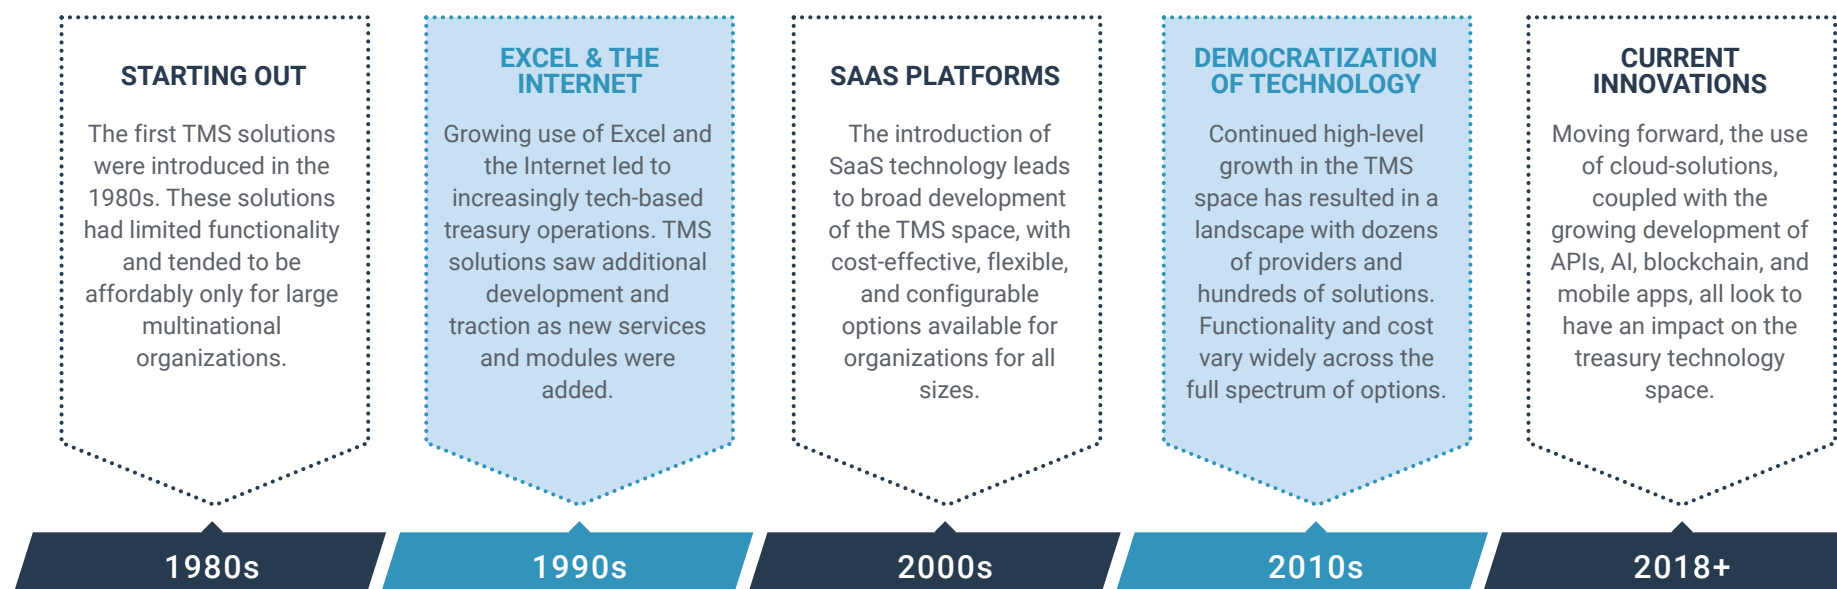 STARTING OUT
The first TMS solutions
were introduced in the
1980s. These solutions
had limited functionality
and tended to be
affordably only for large
multinational
organizations.
1980s
EXCEL & THE
INTERNET
Growing use of Excel and
the Internet led to
increasingly tech-based
treasury operations. TMS
solutions saw additional
development and
traction as new services
and modules were
added.
1990s
SAAS PLATFORMS
The introduction of
SaaS technology leads
to broad development
of the TMS space, with
cost-effective, flexible,
and configurable
options available for
organizations for all
sizes.
2000s
DEMOCRATIZATION
OF TECHNOLOGY
Continued high-level
growth in the TMS
space has resulted in a
landscape with dozens
of providers and
hundreds of solutions.
Functionality and cost
vary widely across the
full spectrum of options.
2010s
CURRENT
INNOVATIONS
Moving forward, the use
of cloud-solutions,
coupled with the
growing development of
APIs, AI, blockchain, and
mobile apps, all look to
have an impact on the
treasury technology
space.
2018+